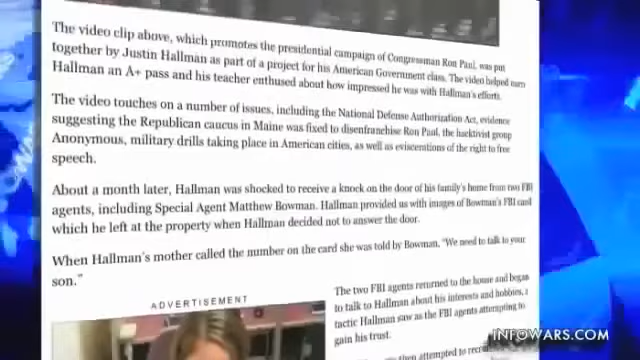 The video clip above, which promotes the presidential campaign of Congressman Ron Paul, was put
together by Justin Hallman as part of a project for his American Government class. The video helped earn
Hallman an A+ pass and his teacher enthused about how impressed he was with Hallman's efforts.
The video touches on a number of issues, including the National Defense Authorization Act, evidence
suggesting the Republican caucus in Maine was fixed to disenfranchise Ron Paul, the hacktivist group
Anonymous, military drills taking place in American cities, as well as eviscerations of the right to free
speech.
About a month later, Hallman was shocked to receive a knock on the door of his family's home from two FBI
agents, including Special Agent Matthew Bowman. Hallman provided us with images of Bowman's FBI card
which he left at the property when Hallman decided not to answer the door.
When Hallman's mother called the number on the card she was told by Bowman, "We need to talk to your
son."
ADVERTISEMENT
The two FBI agents returned to the house and began
to talk to Hallman about his interests and hobbies, a
tactic Hallman saw as the FBI agents attempting to
gain his trust.
then attempted to
INFOWARS.COM